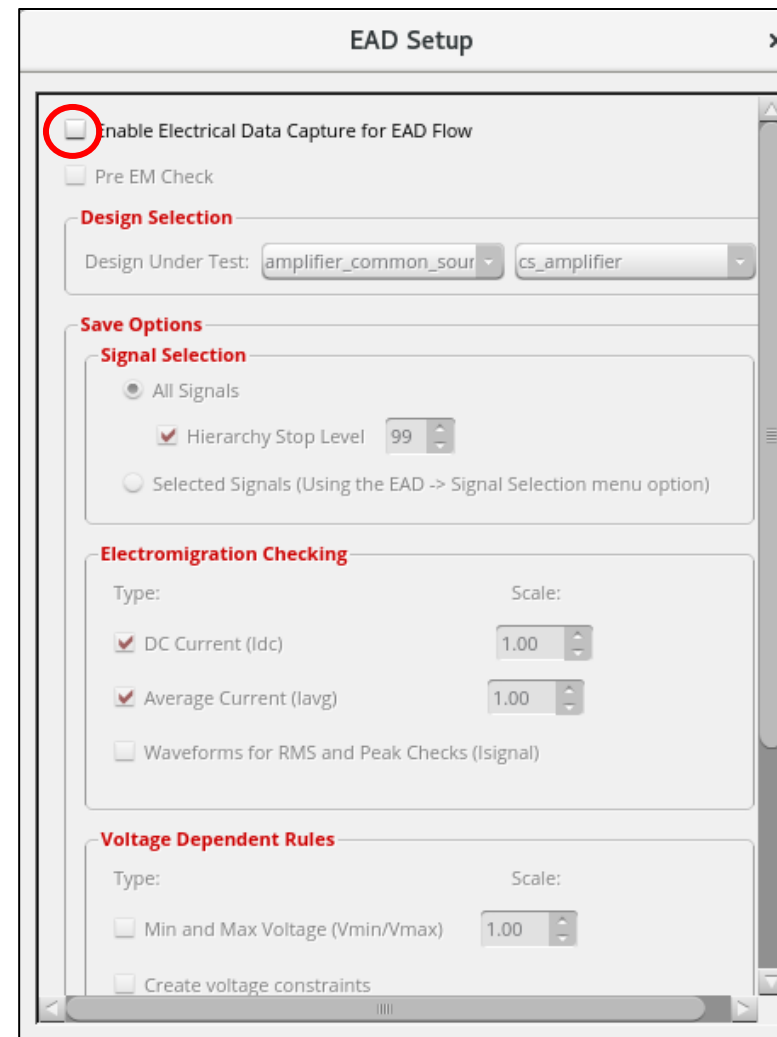 EAD Setup
Enable Electrical Data Capture for EAD Flow
Pre EM Check
Design Selection
Design Under Test: amplifier_common_sour cs_amplifier
Save Options
Signal Selection
All Signals
Hierarchy Stop Level 99
Selected Signals (Using the EAD -> Signal Selection menu option)
Electromigration Checking
Type: Scale:
DC Current (Idc) 1.00
Average Current (Iavg) 1.00
Waveforms for RMS and Peak Checks (Isignal)
Voltage Dependent Rules
Type: Scale:
Min and Max Voltage (Vmin/Vmax) 1.00
Create voltage constraints